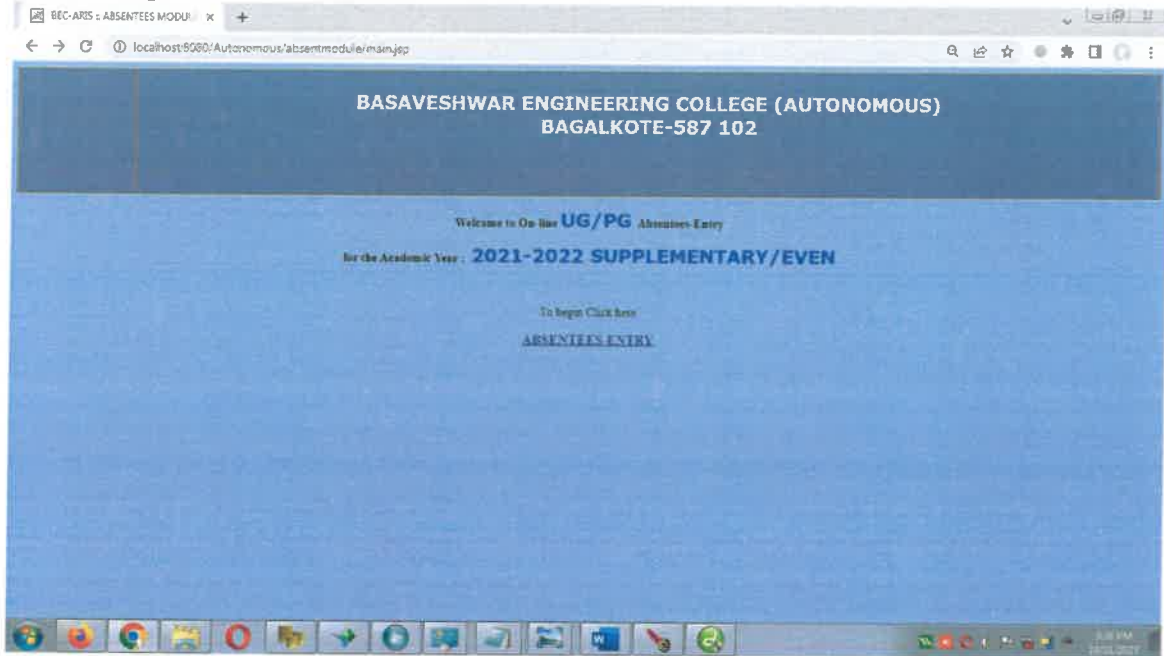 BEC-ARIS : ABSENTEES MODUL
localhost:8080/Autonomous/absentmodule/main.jsp
BASAVESHWAR ENGINEERING COLLEGE (AUTONOMOUS)
BAGALKOTE-587 102
Welcome to On-line UG/PG Absentees Entry
for the Academic Year : 2021-2022 SUPPLEMENTARY/EVEN
To begin Click here
ABSENTEES ENTRY